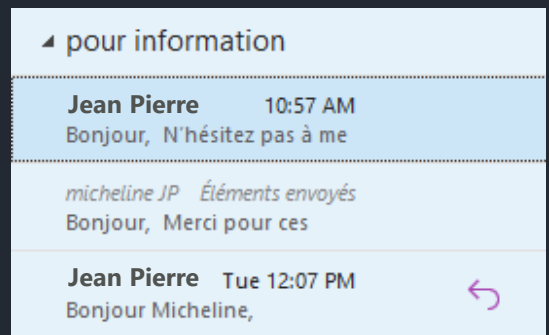 pour information
Jean Pierre 10:57 AM
Bonjour, N'hésitez pas à me
micheline JP Éléments envoyés
Bonjour, Merci pour ces
Jean Pierre Tue 12:07 PM
Bonjour Micheline,